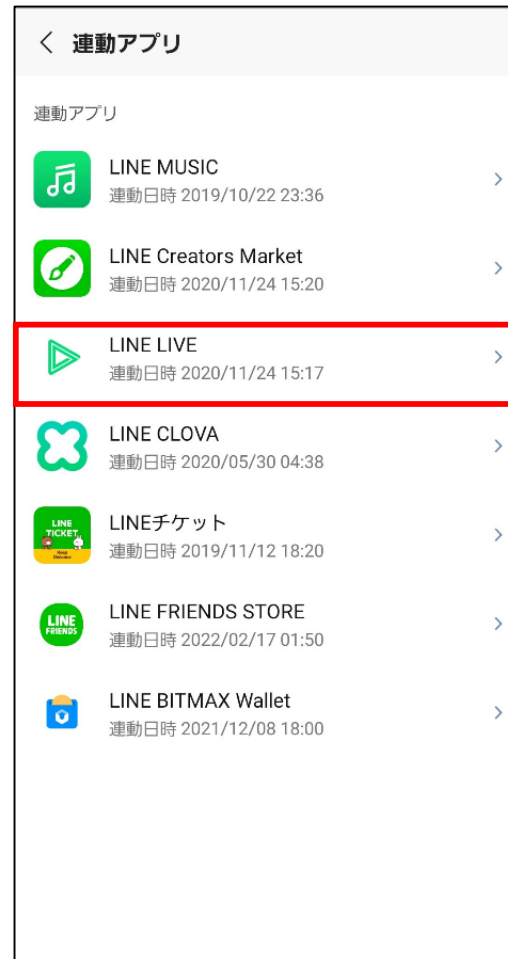 連動アプリ
連動アプリ
LINE MUSIC
連動日時 2019/10/22 23:36
LINE Creators Market
連動日時 2020/11/24 15:20
LINE LIVE
連動日時 2020/11/24 15:17
LINE CLOVA
連動日時 2020/05/30 04:38
LINE
TICKET
LINEチケット
連動日時 2019/11/12 18:20
LINE
FRIENDS
LINE FRIENDS STORE
連動日時 2022/02/17 01:50
LINE BITMAX Wallet
連動日時 2021/12/08 18:00